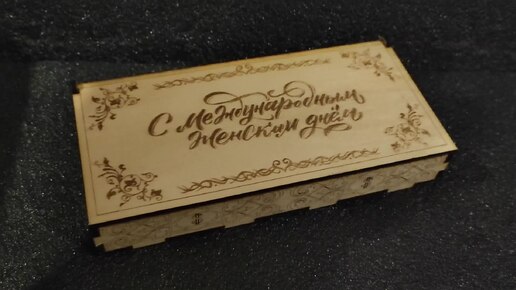 С Международным
Женским днём